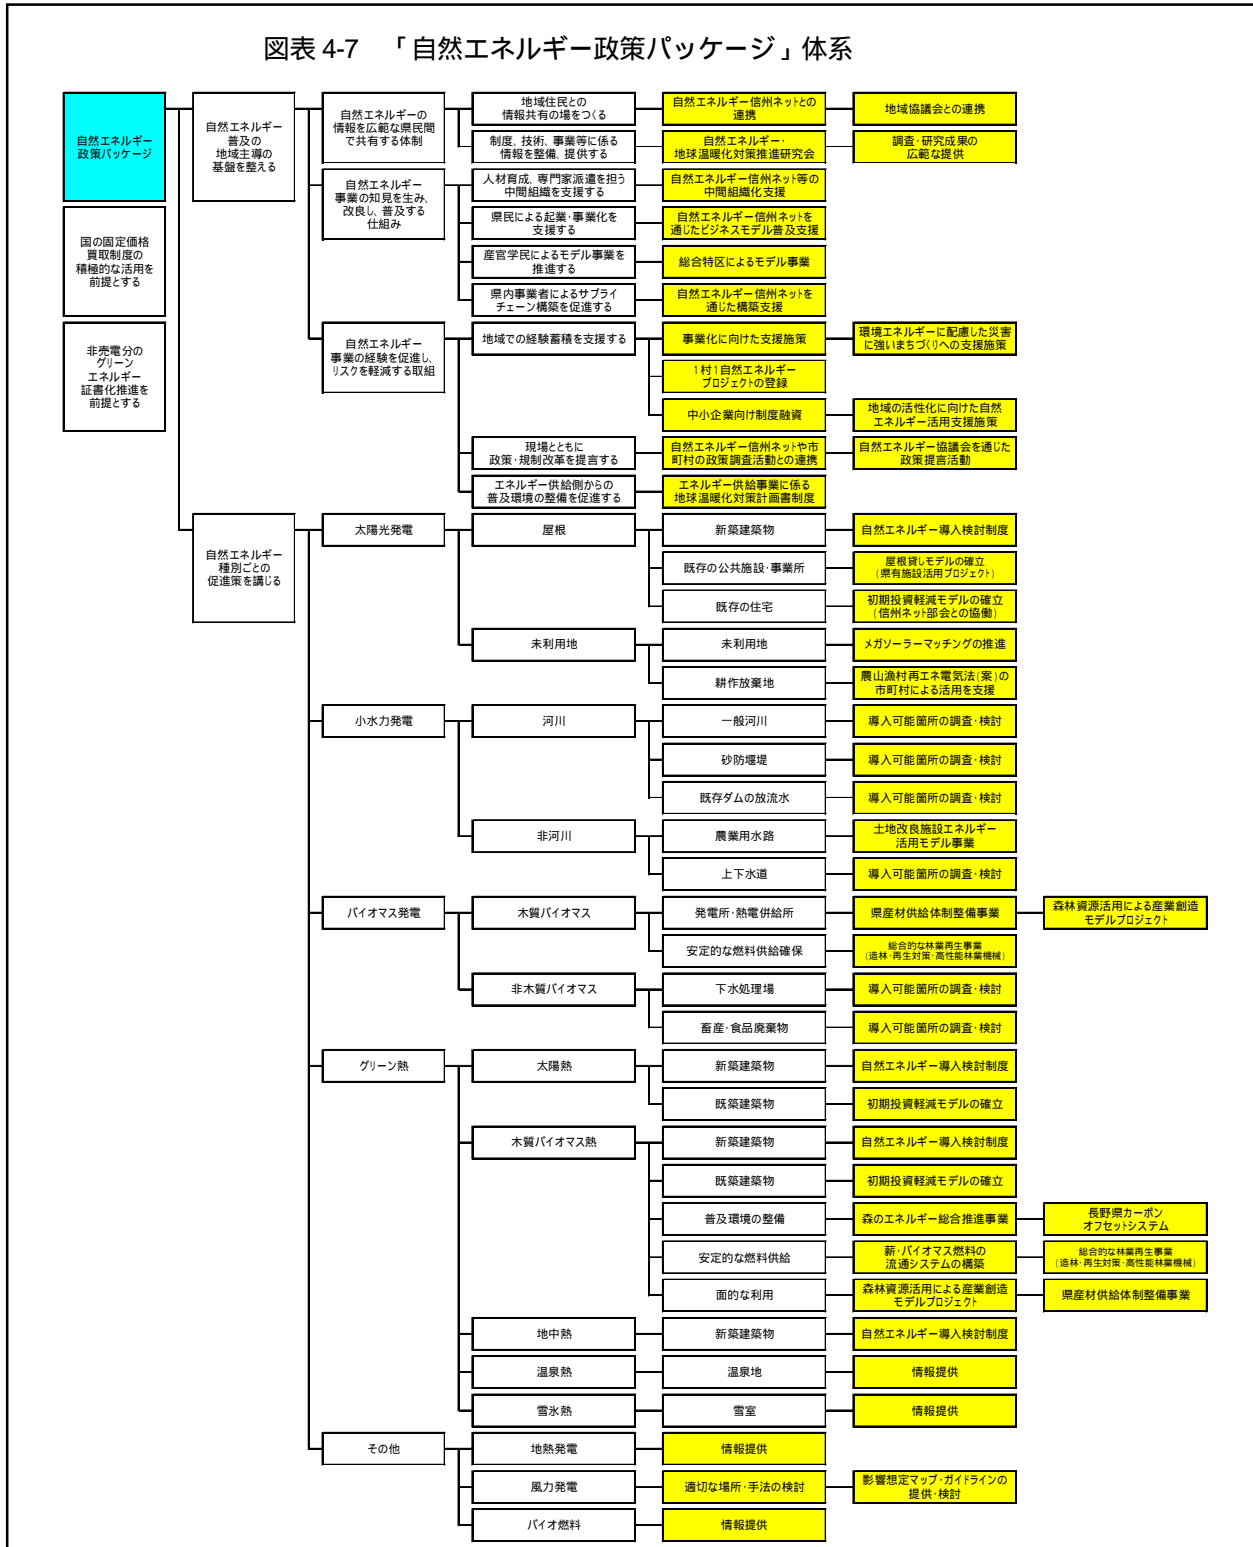 図表 4-7 「自然エネルギー政策パッケージ」体系
自然エネルギー
政策パッケージ
国の固定価格
買取制度の
積極的な活用を
前提とする
非売電分の
グリーン
エネルギー
証書化推進を
前提とする
自然エネルギー
普及の
地域主導の
基盤を整える
自然エネルギーの
情報を広範な県民間
で共有する体制
地域住民との
情報共有の場をつくる
自然エネルギー信州ネットとの
連携
地域協議会との連携
制度、技術、事業等に係る
情報を整備、提供する
自然エネルギー・
地球温暖化対策推進研究会
調査・研究成果の
広範な提供
自然エネルギー
事業の知見を生み、
改良し、普及する
仕組み
人材育成、専門家派遣を担う
中間組織を支援する
自然エネルギー信州ネット等の
中間組織化支援
県民による起業・事業化を
支援する
自然エネルギー信州ネットを
通じたビジネスモデル普及支援
産官学民によるモデル事業を
推進する
総合特区によるモデル事業
県内事業者によるサプライ
チェーン構築を促進する
自然エネルギー信州ネットを
通じた構築支援
自然エネルギー
事業の経験を促進し、
リスクを軽減する取組
地域での経験蓄積を支援する
事業化に向けた支援施策
環境エネルギーに配慮した災害
に強いまちづくりへの支援施策
1村1自然エネルギー
プロジェクトの登録
中小企業向け制度融資
地域の活性化に向けた自然
エネルギー活用支援施策
現場とともに
政策・規制改革を提言する
自然エネルギー信州ネットや市
町村の政策調査活動との連携
自然エネルギー協議会を通じた
政策提言活動
エネルギー供給側からの
普及環境の整備を促進する
エネルギー供給事業に係る
地球温暖化対策計画書制度
自然エネルギー
種別ごとの
促進策を講じる
太陽光発電
屋根
新築建築物
自然エネルギー導入検討制度
既存の公共施設・事業所
屋根貸しモデルの確立
(県有施設活用プロジェクト)
既存の住宅
初期投資軽減モデルの確立
(信州ネット部会との協働)
未利用地
未利用地
メガソーラーマッチングの推進
耕作放棄地
農山漁村再エネ電気法(案)の
市町村による活用を支援
小水力発電
河川
一般河川
導入可能箇所の調査・検討
砂防堰堤
導入可能箇所の調査・検討
既存ダムの放流水
導入可能箇所の調査・検討
非河川
農業用水路
土地改良施設エネルギー
活用モデル事業
上下水道
導入可能箇所の調査・検討
バイオマス発電
木質バイオマス
発電所・熱電併給所
県産材供給体制整備事業
森林資源活用による産業創造
モデルプロジェクト
安定的な燃料供給確保
総合的な林業再生事業
(造林・再生対策・高性能林業機械)
非木質バイオマス
下水処理場
導入可能箇所の調査・検討
畜産・食品廃棄物
導入可能箇所の調査・検討
グリーン熱
太陽熱
新築建築物
自然エネルギー導入検討制度
既築建築物
初期投資軽減モデルの確立
木質バイオマス熱
新築建築物
自然エネルギー導入検討制度
既築建築物
初期投資軽減モデルの確立
普及環境の整備
森のエネルギー総合推進事業
長野県カーボン
オフセットシステム
安定的な燃料供給
薪・バイオマス燃料の
流通システムの構築
総合的な林業再生事業
(造林・再生対策・高性能林業機械)
面的な利用
森林資源活用による産業創造
モデルプロジェクト
県産材供給体制整備事業
地中熱
新築建築物
自然エネルギー導入検討制度
温泉熱
温泉地
情報提供
雪氷熱
雪室
情報提供
その他
地熱発電
情報提供
風力発電
適切な場所・手法の検討
影響想定マップ・ガイドラインの
提供・検討
バイオ燃料
情報提供